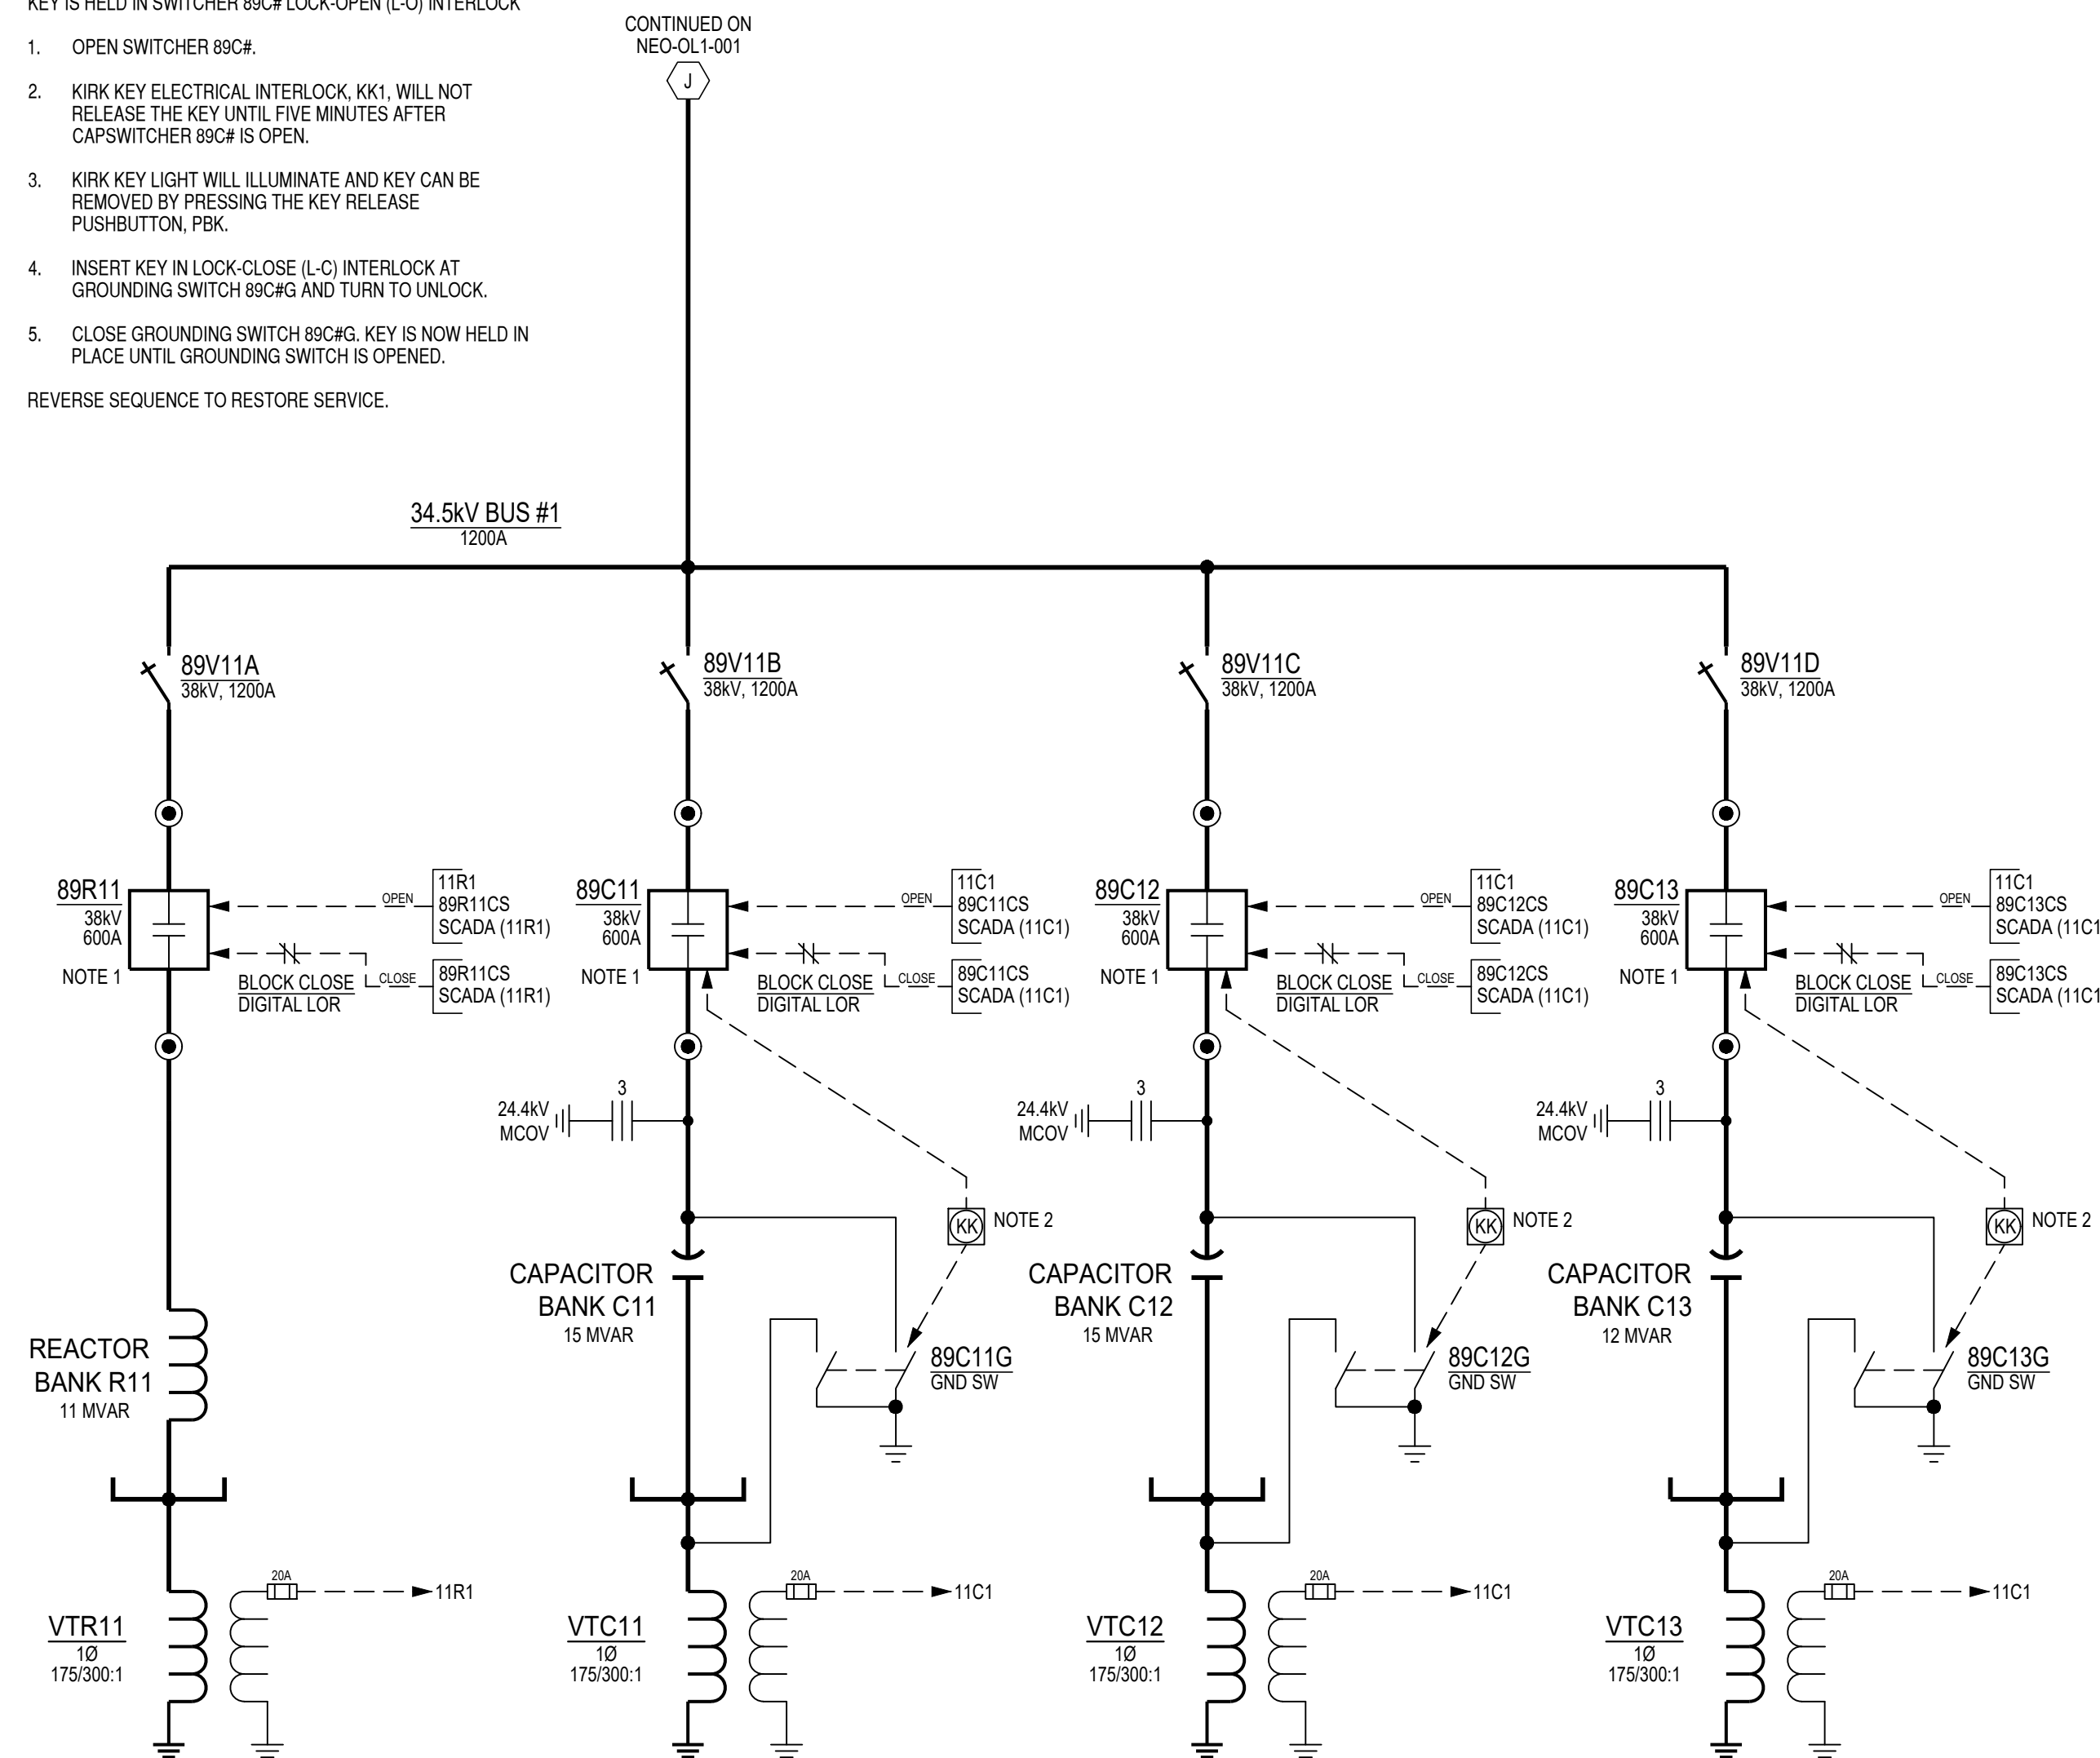 KEY IS HELD IN SWITCHER 89C# LOCK-OPEN (L-O) INTERLOCK
1. OPEN SWITCHER 89C#.
2. KIRK KEY ELECTRICAL INTERLOCK, KK1, WILL NOT
RELEASE THE KEY UNTIL FIVE MINUTES AFTER
CAPSWITCHER 89C# IS OPEN.
3. KIRK KEY LIGHT WILL ILLUMINATE AND KEY CAN BE
REMOVED BY PRESSING THE KEY RELEASE
PUSHBUTTON, PBK.
4. INSERT KEY IN LOCK-CLOSE (L-C) INTERLOCK AT
GROUNDING SWITCH 89C#G AND TURN TO UNLOCK.
5. CLOSE GROUNDING SWITCH 89C#G. KEY IS NOW HELD IN
PLACE UNTIL GROUNDING SWITCH IS OPENED.
REVERSE SEQUENCE TO RESTORE SERVICE.
CONTINUED ON
NEO-OL1-001
J
34.5kV BUS #1
1200A
89V11A
38kV, 1200A
89V11B
38kV, 1200A
89V11C
38kV, 1200A
89V11D
38kV, 1200A
89R11
38kV
600A
NOTE 1
OPEN
11R1
89R11CS
SCADA (11R1)
BLOCK CLOSE
DIGITAL LOR
CLOSE
89R11CS
SCADA (11R1)
89C11
38kV
600A
NOTE 1
OPEN
11C1
89C11CS
SCADA (11C1)
BLOCK CLOSE
DIGITAL LOR
CLOSE
89C11CS
SCADA (11C1)
89C12
38kV
600A
NOTE 1
OPEN
11C1
89C12CS
SCADA (11C1)
BLOCK CLOSE
DIGITAL LOR
CLOSE
89C12CS
SCADA (11C1)
89C13
38kV
600A
NOTE 1
OPEN
11C1
89C13CS
SCADA (11C1
BLOCK CLOSE
DIGITAL LOR
CLOSE
89C13CS
SCADA (11C1
24.4kV
MCOV
3
24.4kV
MCOV
3
24.4kV
MCOV
3
KK NOTE 2
KK NOTE 2
KK NOTE 2
REACTOR
BANK R11
11 MVAR
CAPACITOR
BANK C11
15 MVAR
89C11G
GND SW
CAPACITOR
BANK C12
15 MVAR
89C12G
GND SW
CAPACITOR
BANK C13
12 MVAR
89C13G
GND SW
VTR11
1Ø
175/300:1
20A
11R1
VTC11
1Ø
175/300:1
20A
11C1
VTC12
1Ø
175/300:1
20A
11C1
VTC13
1Ø
175/300:1
20A
11C1